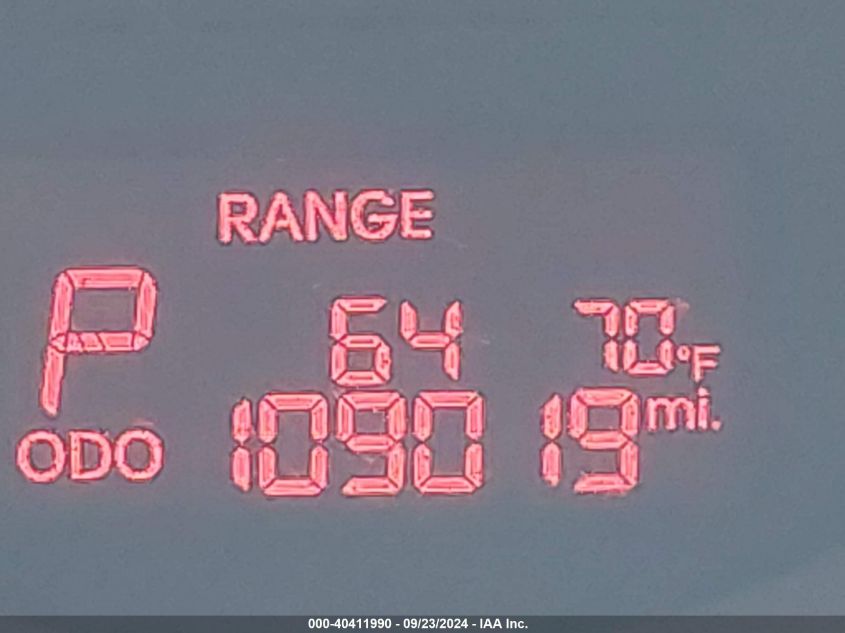 RANGE
P 64 70°F
ODO 109019 mi.
000-40411990 - 09/23/2024 - IAA Inc.